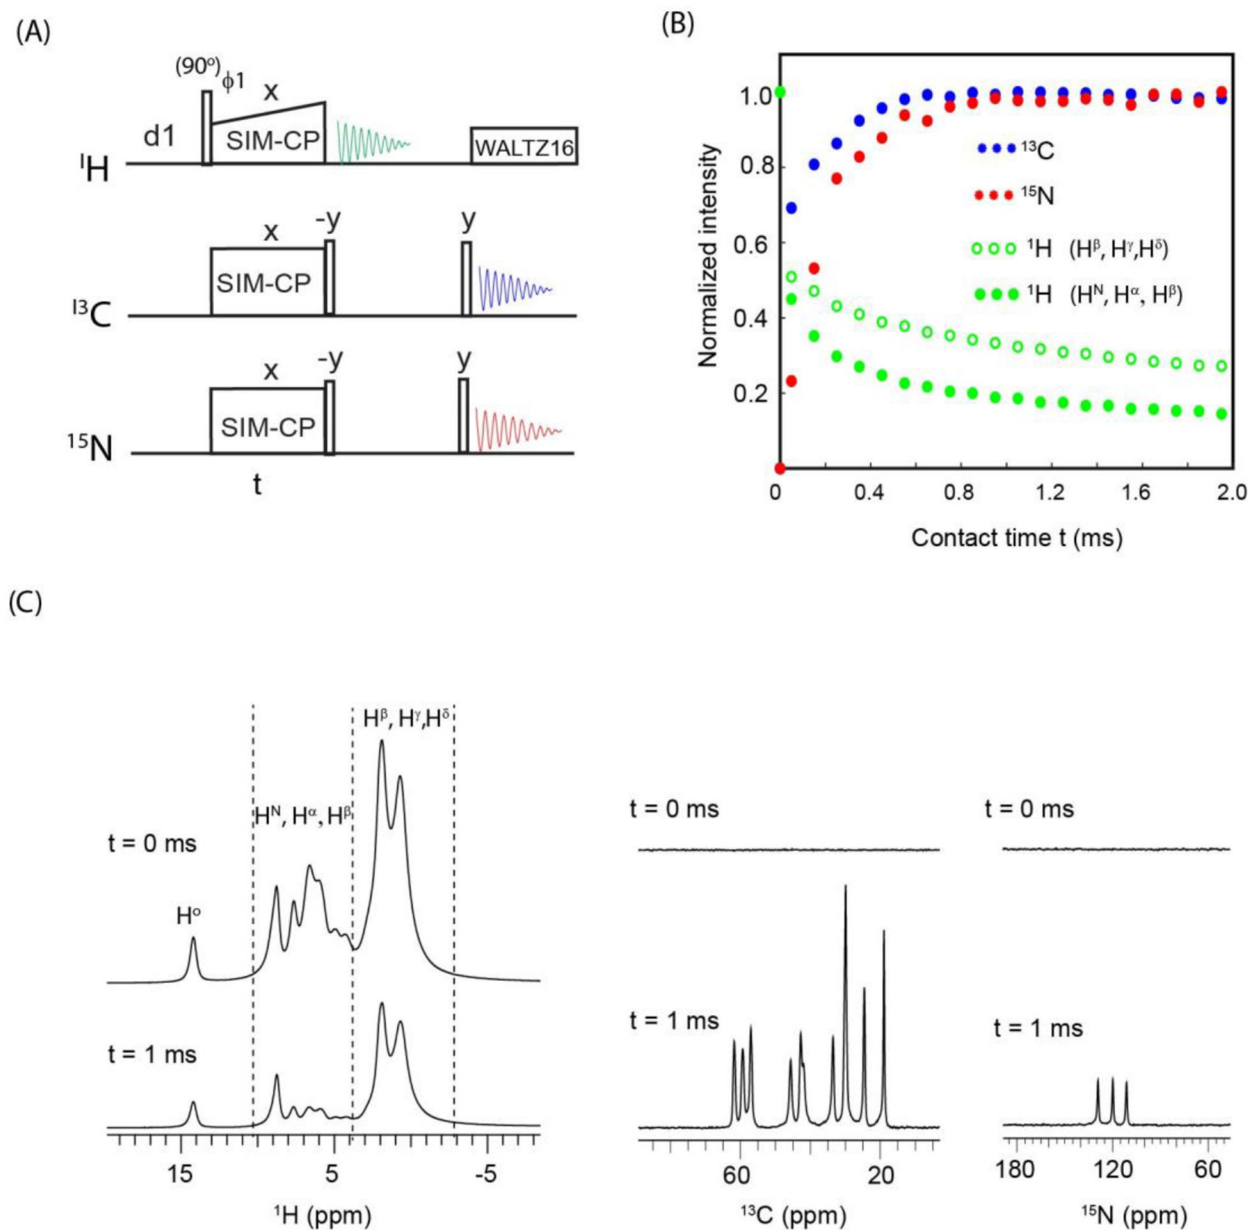 (A)
(90°)ϕ1
x
d1
SIM-CP
WALTZ16
¹H
x
-y
y
SIM-CP
I3C
x
-y
y
SIM-CP
¹⁵N
t
(B)
Normalized intensity
1.0
0.8
0.6
0.4
0.2
¹³C
¹⁵N
¹H (Hᵝ, Hᵞ,Hᵟ)
¹H (Hᴺ, Hᵅ, Hᵝ)
0 0.4 0.8 1.2 1.6 2.0
Contact time t (ms)
(C)
Hᵝ, Hᵞ,Hᵟ
Hᴺ, Hᵅ, Hᵝ
t = 0 ms
Hᵒ
t = 1 ms
15 5 -5
¹H (ppm)
t = 0 ms
t = 1 ms
60 20
¹³C (ppm)
t = 0 ms
t = 1 ms
180 120 60
¹⁵N (ppm)